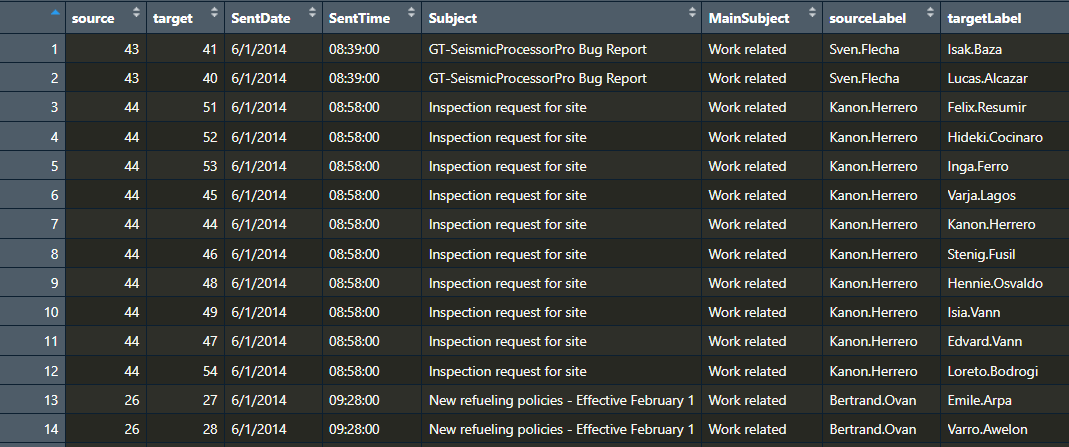 source target SentDate SentTime Subject MainSubject sourceLabel targetLabel
1 43 41 6/1/2014 08:39:00 GT-SeismicProcessorPro Bug Report Work related Sven.Flecha Isak.Baza
2 43 40 6/1/2014 08:39:00 GT-SeismicProcessorPro Bug Report Work related Sven.Flecha Lucas.Alcazar
3 44 51 6/1/2014 08:58:00 Inspection request for site Work related Kanon.Herrero Felix.Resumir
4 44 52 6/1/2014 08:58:00 Inspection request for site Work related Kanon.Herrero Hideki.Cocinaro
5 44 53 6/1/2014 08:58:00 Inspection request for site Work related Kanon.Herrero Inga.Ferro
6 44 45 6/1/2014 08:58:00 Inspection request for site Work related Kanon.Herrero Varja.Lagos
7 44 44 6/1/2014 08:58:00 Inspection request for site Work related Kanon.Herrero Kanon.Herrero
8 44 46 6/1/2014 08:58:00 Inspection request for site Work related Kanon.Herrero Stenig.Fusil
9 44 48 6/1/2014 08:58:00 Inspection request for site Work related Kanon.Herrero Hennie.Osvaldo
10 44 49 6/1/2014 08:58:00 Inspection request for site Work related Kanon.Herrero Isia.Vann
11 44 47 6/1/2014 08:58:00 Inspection request for site Work related Kanon.Herrero Edvard.Vann
12 44 54 6/1/2014 08:58:00 Inspection request for site Work related Kanon.Herrero Loreto.Bodrogi
13 26 27 6/1/2014 09:28:00 New refueling policies - Effective February 1 Work related Bertrand.Ovan Emile.Arpa
14 26 28 6/1/2014 09:28:00 New refueling policies - Effective February 1 Work related Bertrand.Ovan Varro.Awelon